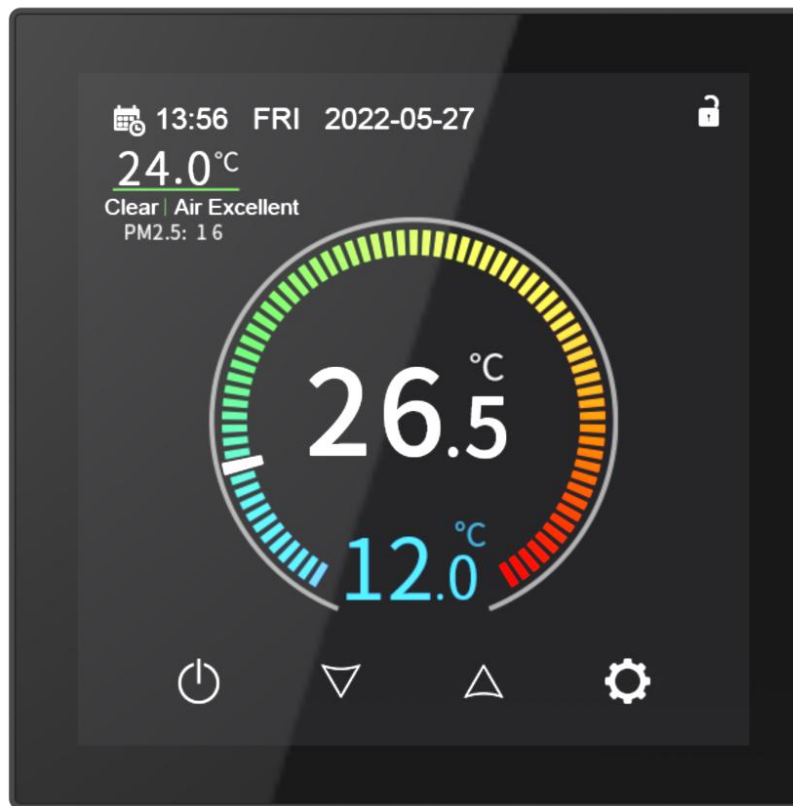 13:56 FRI 2022-05-27
24.0°C
Clear | Air Excellent
PM2.5: 16
26.5°C
12.0°C